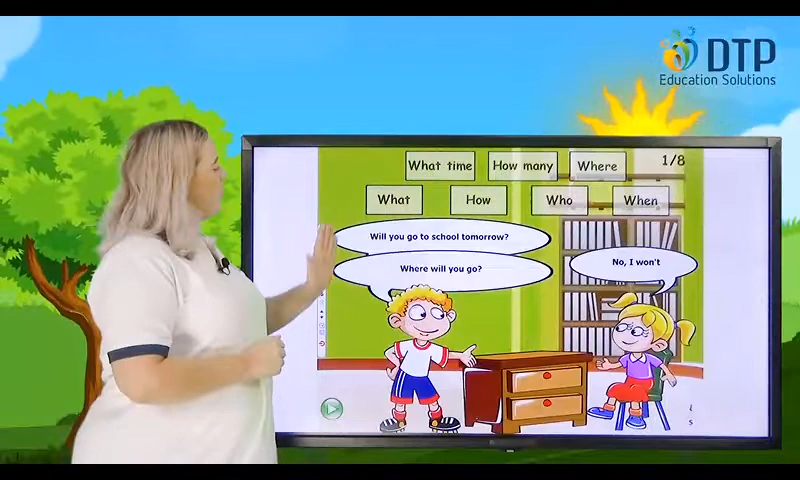 DTP
Education Solutions
What time How many Where 1/8
What How Who When
Will you go to school tomorrow?
Where will you go?
No, I won't